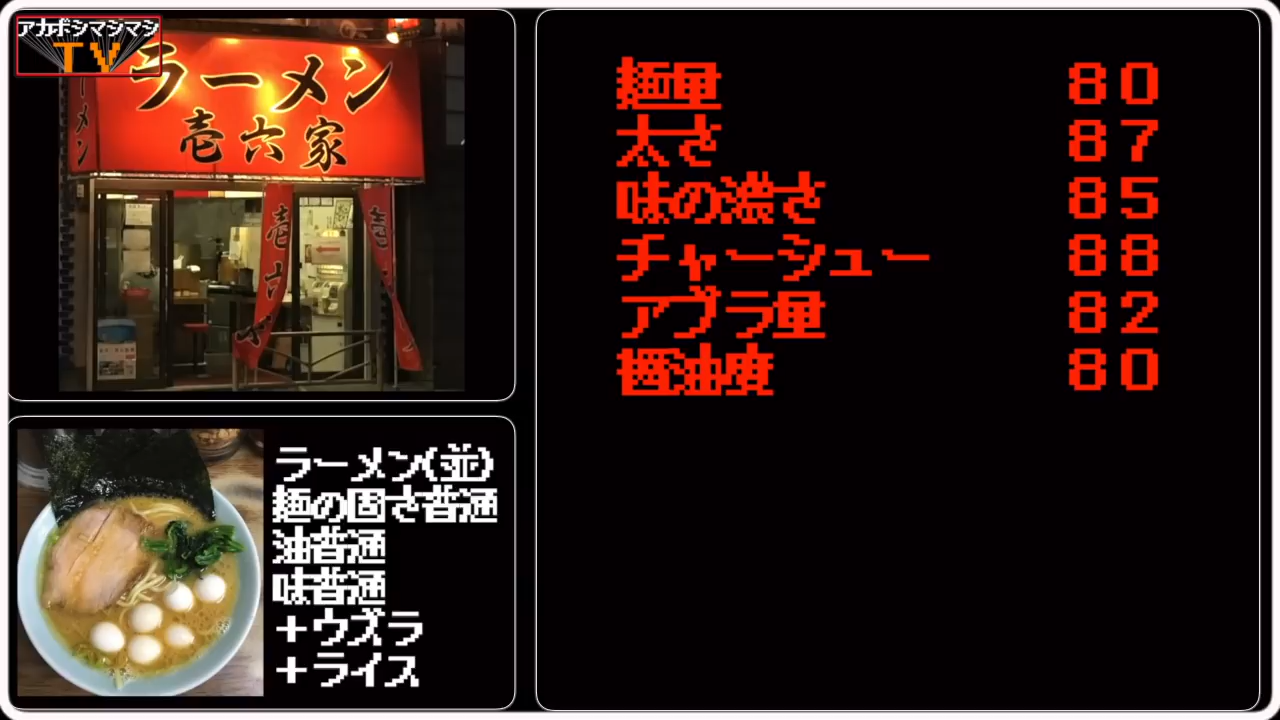 アカボシマシマシ
TV
ラーメン
壱六家
ーメン
壱六
壱
ラーメン(並)
麺の固さ普通
油普通
味普通
+ウズラ
+ライス
麺量 80
太さ 87
味の濃さ 85
チャーシュー 88
アブラ量 82
醤油度 80